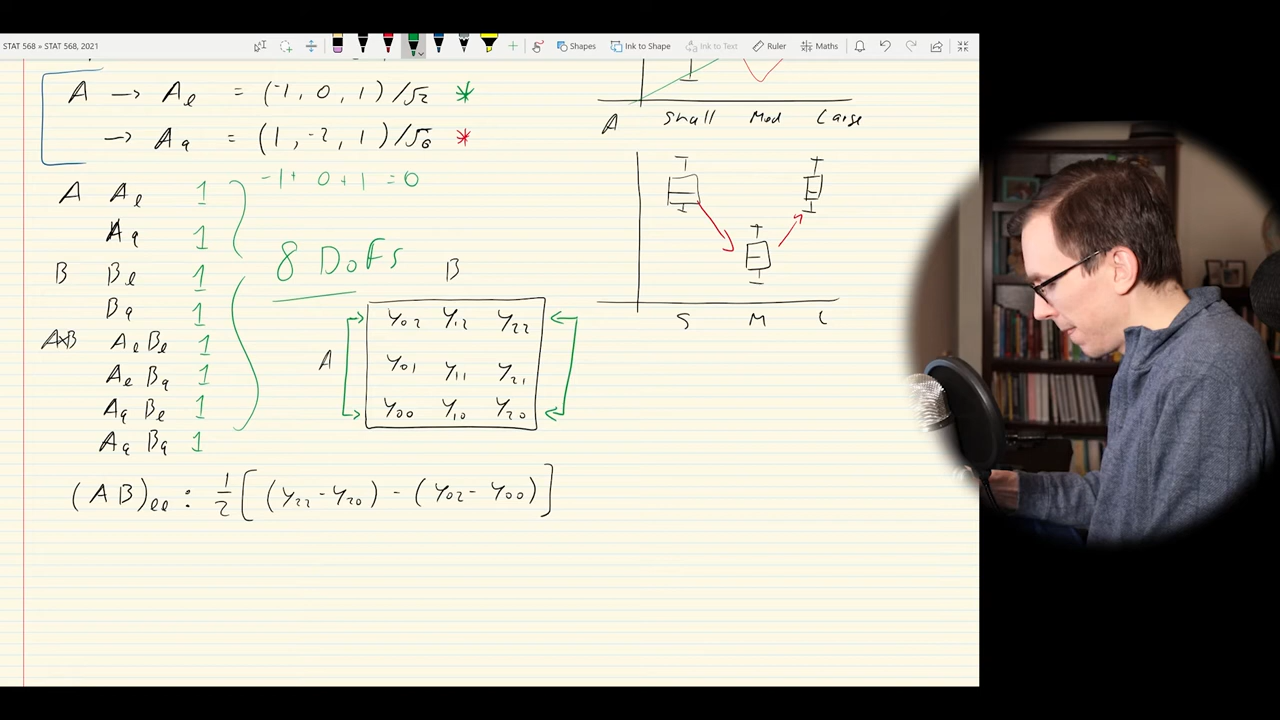 STAT 568 » STAT 568, 2021
Shapes
Ink to Shape
Ink to Text
Ruler
Maths
A → Aℓ = (-1, 0, 1)/√2 *
→ Aq = (1, -2, 1)/√6 *
-1 + 0 + 1 = 0
A Aℓ 1
Aq 1
B Bℓ 1
Bq 1
A×B AℓBℓ 1
AℓBq 1
AqBℓ 1
AqBq 1
8 DoFs
B
A
Y02 Y12 Y22
Y01 Y11 Y21
Y00 Y10 Y20
(AB)ℓℓ : 1/2 [(Y22 - Y20) - (Y02 - Y00)]
A Small Med Large
S M L